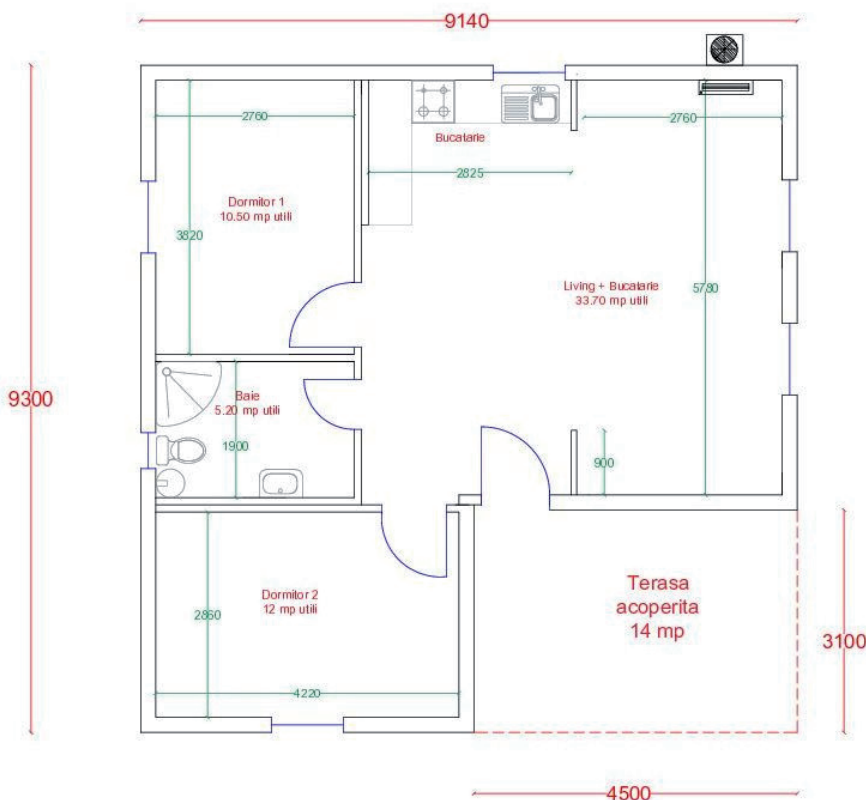 9140
2760
Bucatarie
2760
2825
Dormitor 1
10.50 mp utili
3820
Living + Bucatarie
33.70 mp utili
5780
9300
Baie
5.20 mp utili
1900
900
Dormitor 2
12 mp utili
2860
Terasa
acoperita
14 mp
3100
4220
4500